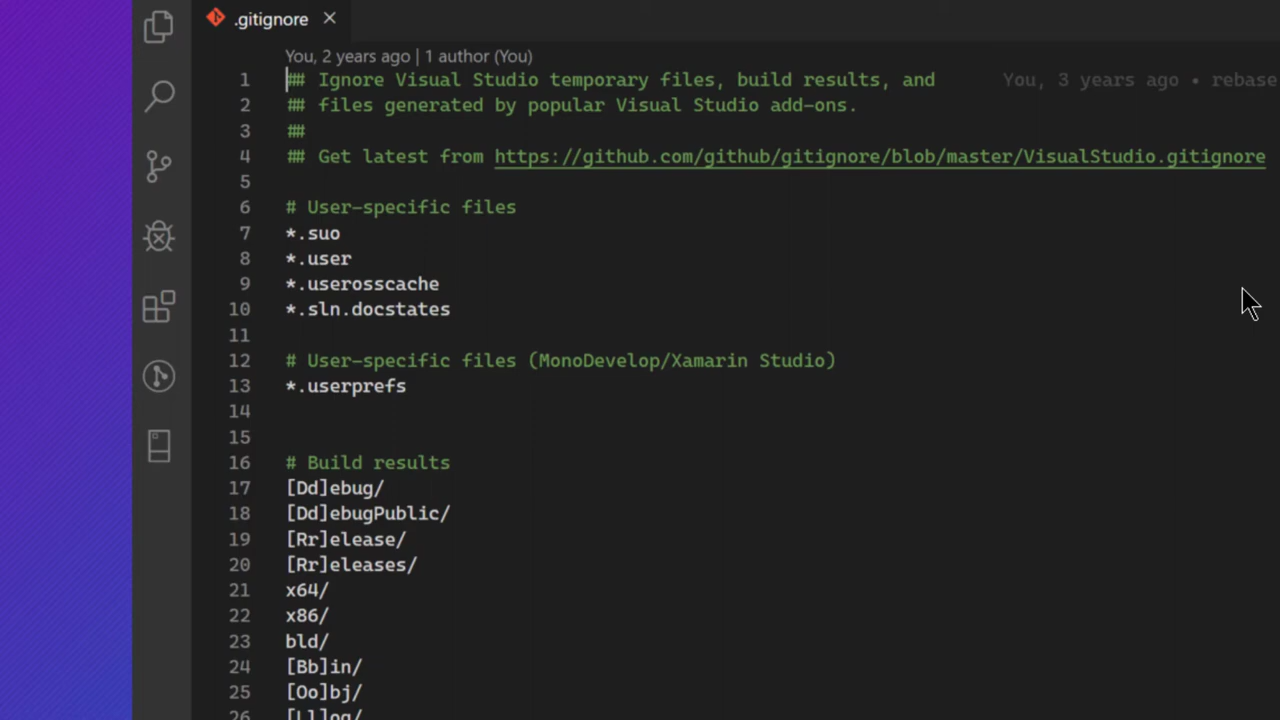 .gitignore
You, 2 years ago | 1 author (You)
1 ## Ignore Visual Studio temporary files, build results, and You, 3 years ago • rebase
2 ## files generated by popular Visual Studio add-ons.
3 ##
4 ## Get latest from https://github.com/github/gitignore/blob/master/VisualStudio.gitignore
5
6 # User-specific files
7 *.suo
8 *.user
9 *.userosscache
10 *.sln.docstates
11
12 # User-specific files (MonoDevelop/Xamarin Studio)
13 *.userprefs
14
15
16 # Build results
17 [Dd]ebug/
18 [Dd]ebugPublic/
19 [Rr]elease/
20 [Rr]eleases/
21 x64/
22 x86/
23 bld/
24 [Bb]in/
25 [Oo]bj/
26 [Ll]og/